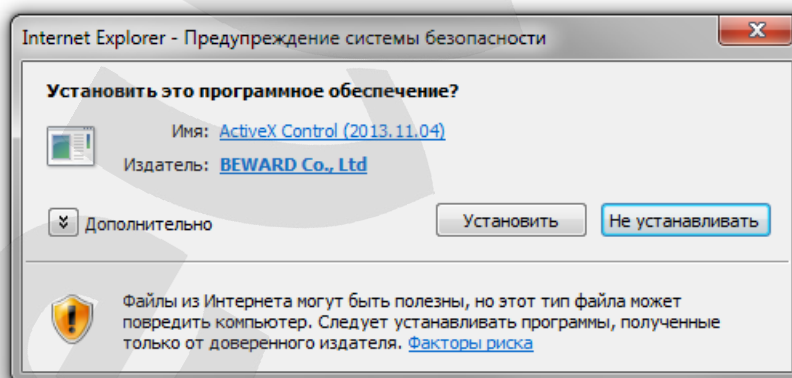 Internet Explorer - Предупреждение системы безопасности
Установить это программное обеспечение?
Имя: ActiveX Control (2013.11.04)
Издатель: BEWARD Co., Ltd
Дополнительно
Установить
Не устанавливать
Файлы из Интернета могут быть полезны, но этот тип файла может
повредить компьютер. Следует устанавливать программы, полученные
только от доверенного издателя. Факторы риска